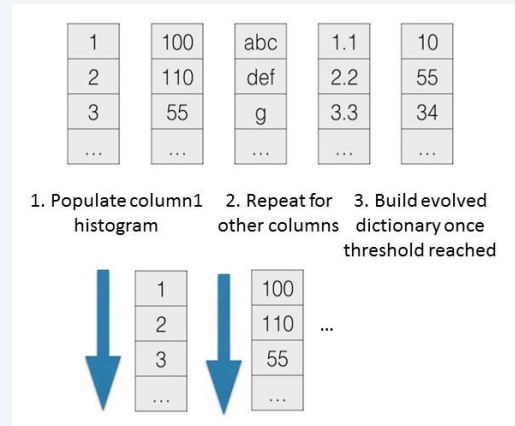 1 100 abc 1.1 10
2 110 def 2.2 55
3 55 g 3.3 34
... ... ... ... ...
1. Populate column1
histogram
2. Repeat for
other columns
3. Build evolved
dictionary once
threshold reached
1 100
2 110 ...
3 55
... ...